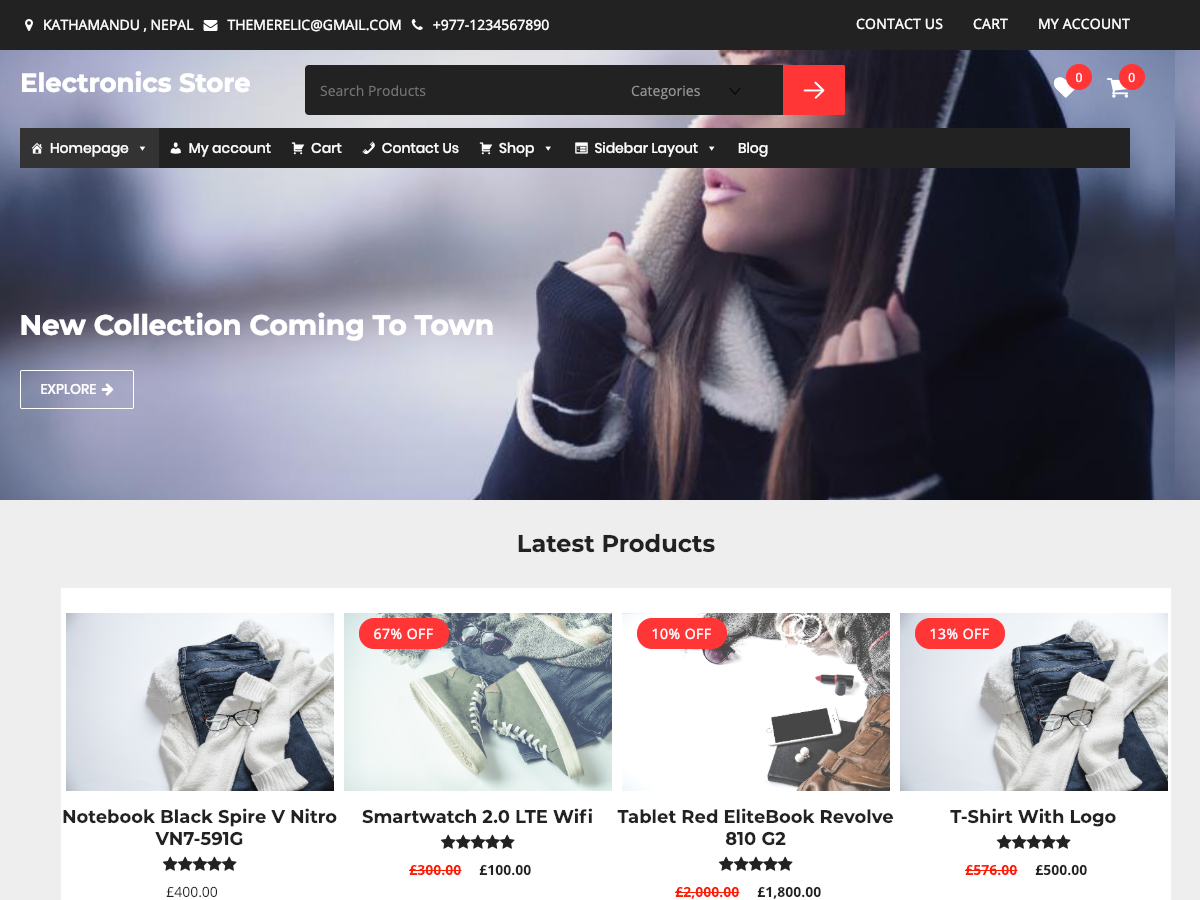 KATHAMANDU , NEPAL THEMERELIC@GMAIL.COM +977-1234567890 CONTACT US CART MY ACCOUNT
Electronics Store Search Products Categories 0 0
Homepage My account Cart Contact Us Shop Sidebar Layout Blog
New Collection Coming To Town
EXPLORE
Latest Products
67% OFF 10% OFF 13% OFF
Notebook Black Spire V Nitro VN7-591G
£400.00
Smartwatch 2.0 LTE Wifi
£300.00 £100.00
Tablet Red EliteBook Revolve 810 G2
£2,000.00 £1,800.00
T-Shirt With Logo
£576.00 £500.00